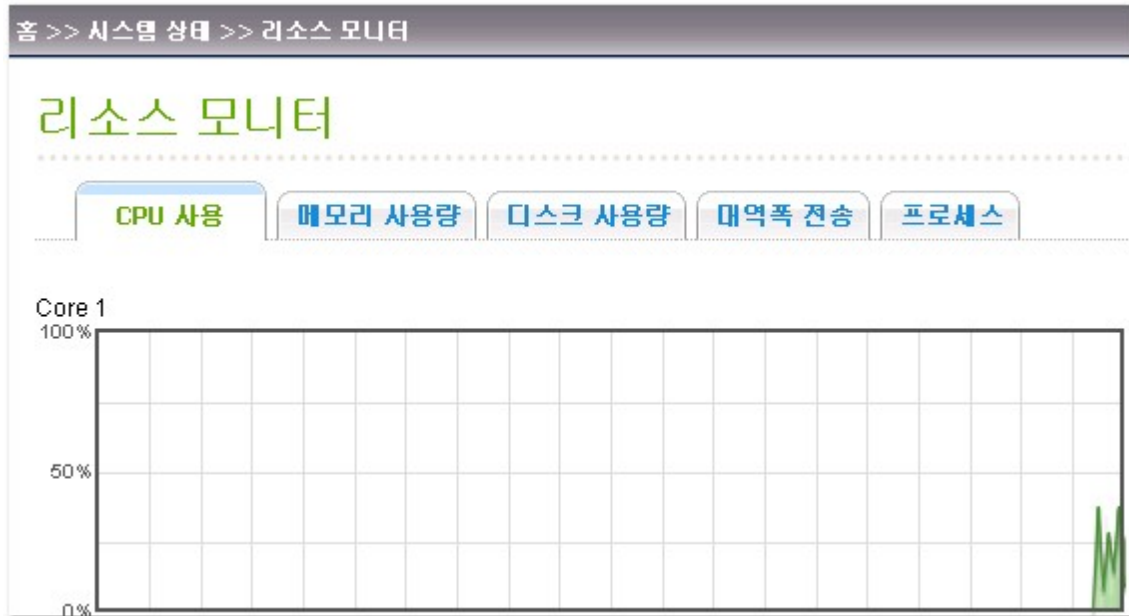 홈 >> 시스템 상태 >> 리소스 모니터
리소스 모니터
CPU 사용 메모리 사용량 디스크 사용량 대역폭 전송 프로세스
Core 1
100%
50%
0%